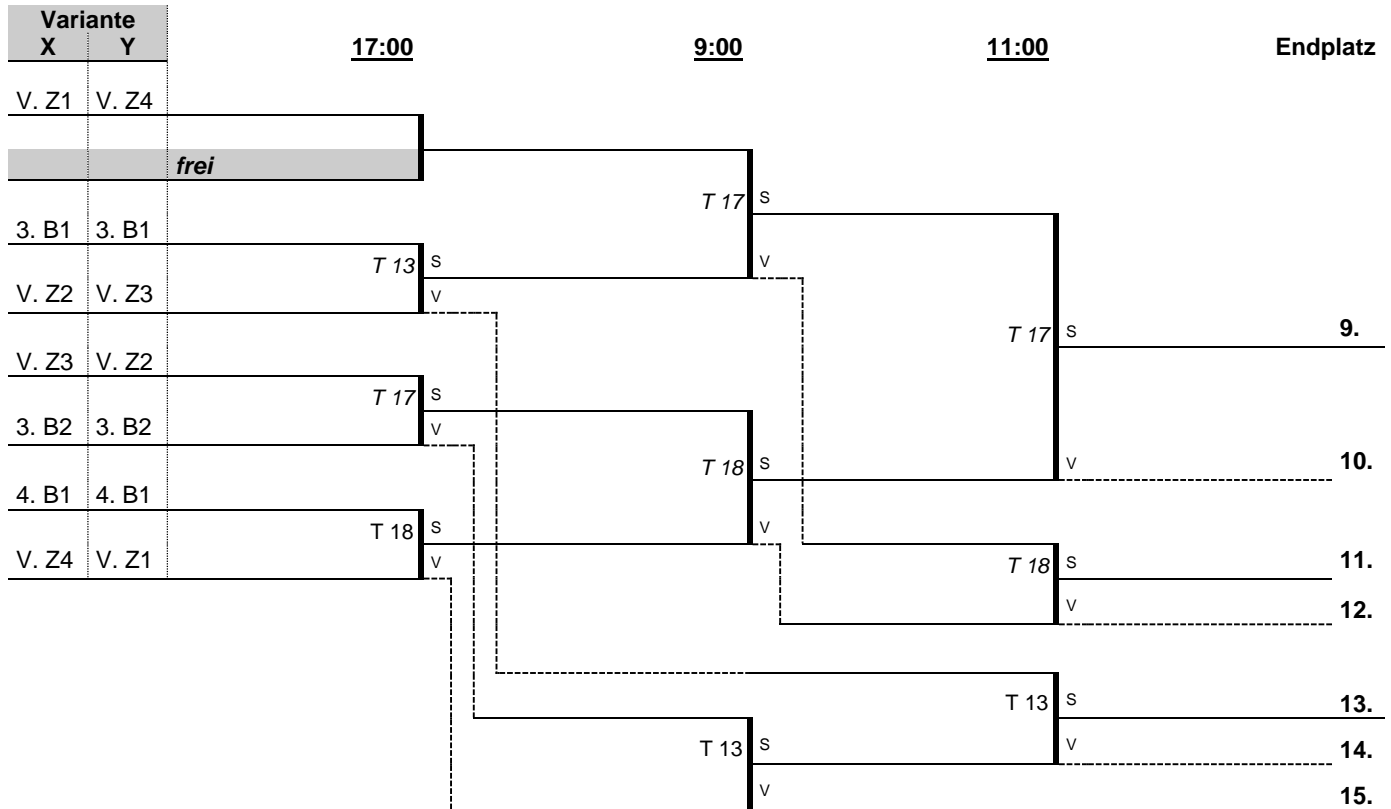 Variante
X Y 17:00 9:00 11:00 Endplatz
V. Z1 V. Z4
frei
T 17 S
3. B1 3. B1
T 13 S V
V. Z2 V. Z3 V
T 17 S 9.
V. Z3 V. Z2
T 17 S
3. B2 3. B2 V
T 18 S V 10.
4. B1 4. B1
T 18 S V
V. Z4 V. Z1 V T 18 S 11.
V 12.
T 13 S 13.
T 13 S V 14.
V 15.